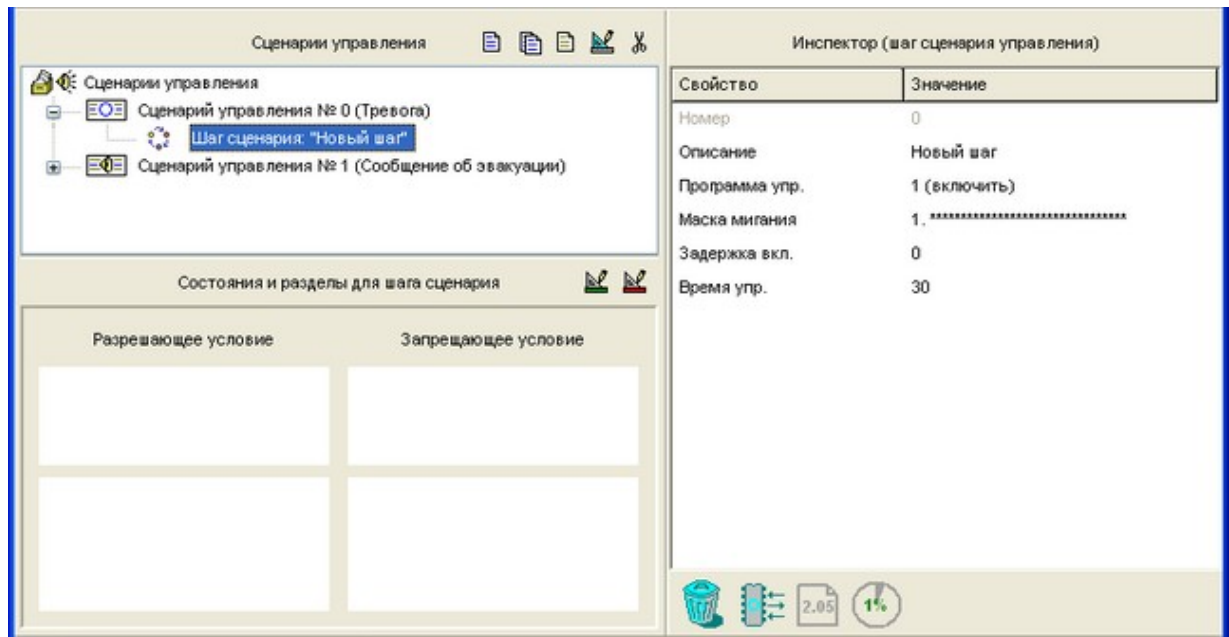 Сценарии управления
Сценарии управления
Сценарий управления № 0 (Тревога)
Шаг сценария: "Новый шаг"
Сценарий управления № 1 (Сообщение об эвакуации)
Состояния и разделы для шага сценария
Разрешающее условие
Запрещающее условие
Инспектор (шаг сценария управления)
Свойство Значение
Номер 0
Описание Новый шаг
Программа упр. 1 (включить)
Маска мигания 1. ********************************
Задержка вкл. 0
Время упр. 30
2.05
1%